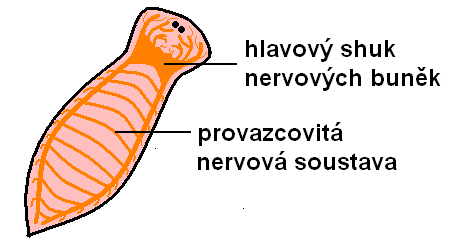 hlavový shuk
nervových buněk
provazcovitá
nervová soustava